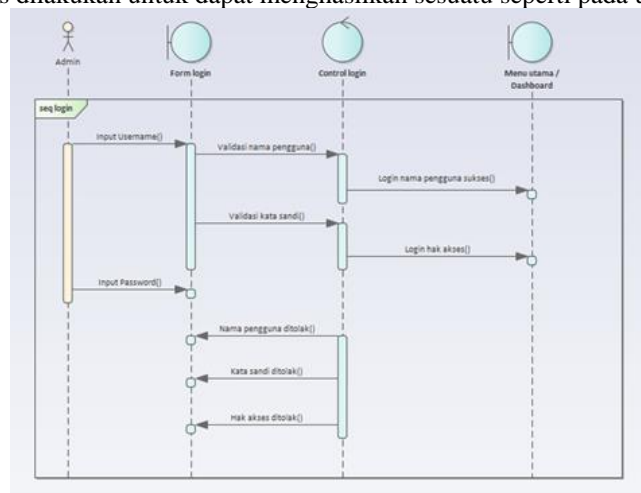 s dilakukan untuk dapat menghasilkan sesuatu seperti pada
Admin
Form login
Control login
Menu utama /
Dashboard
seq login
Input Username()
Validasi nama pengguna()
Login nama pengguna sukses()
Validasi kata sandi()
Login hak akses()
Input Password()
Nama pengguna ditolak()
Kata sandi ditolak()
Hak akses ditolak()